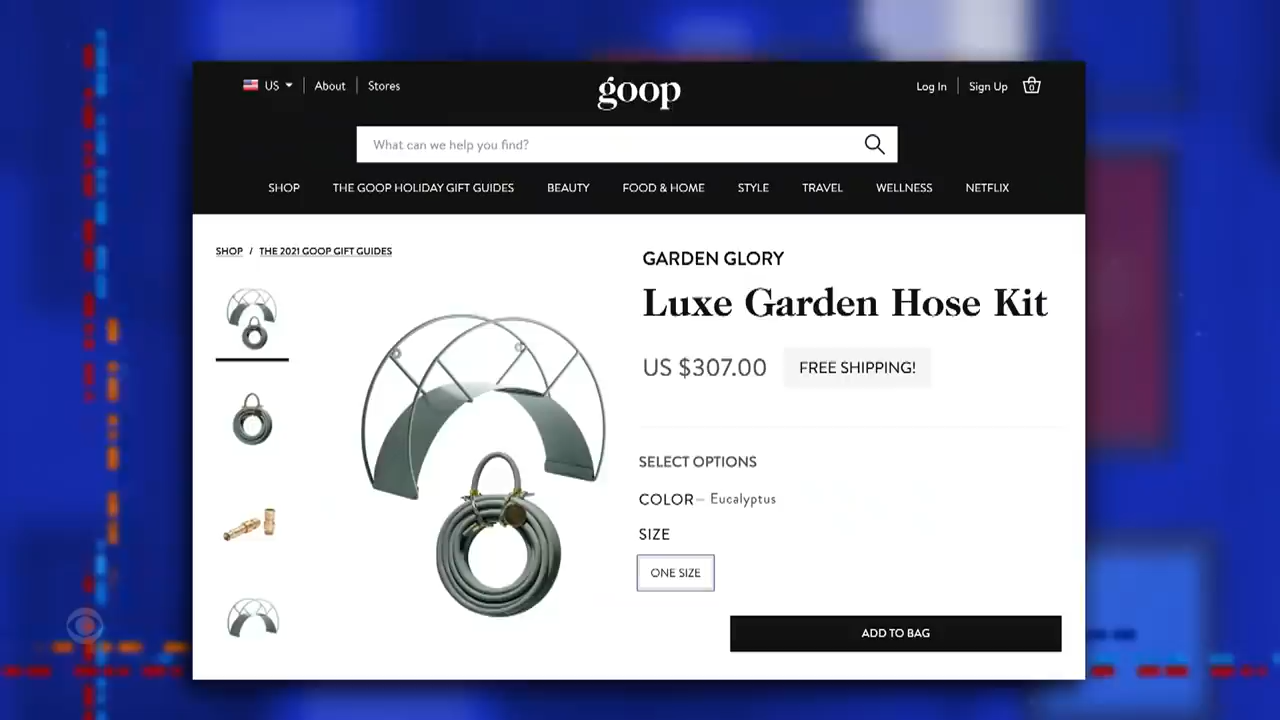 US
About
Stores
goop
Log In
Sign Up
0
What can we help you find?
SHOP
THE GOOP HOLIDAY GIFT GUIDES
BEAUTY
FOOD & HOME
STYLE
TRAVEL
WELLNESS
NETFLIX
SHOP / THE 2021 GOOP GIFT GUIDES
GARDEN GLORY
Luxe Garden Hose Kit
US $307.00
FREE SHIPPING!
SELECT OPTIONS
COLOR– Eucalyptus
SIZE
ONE SIZE
ADD TO BAG